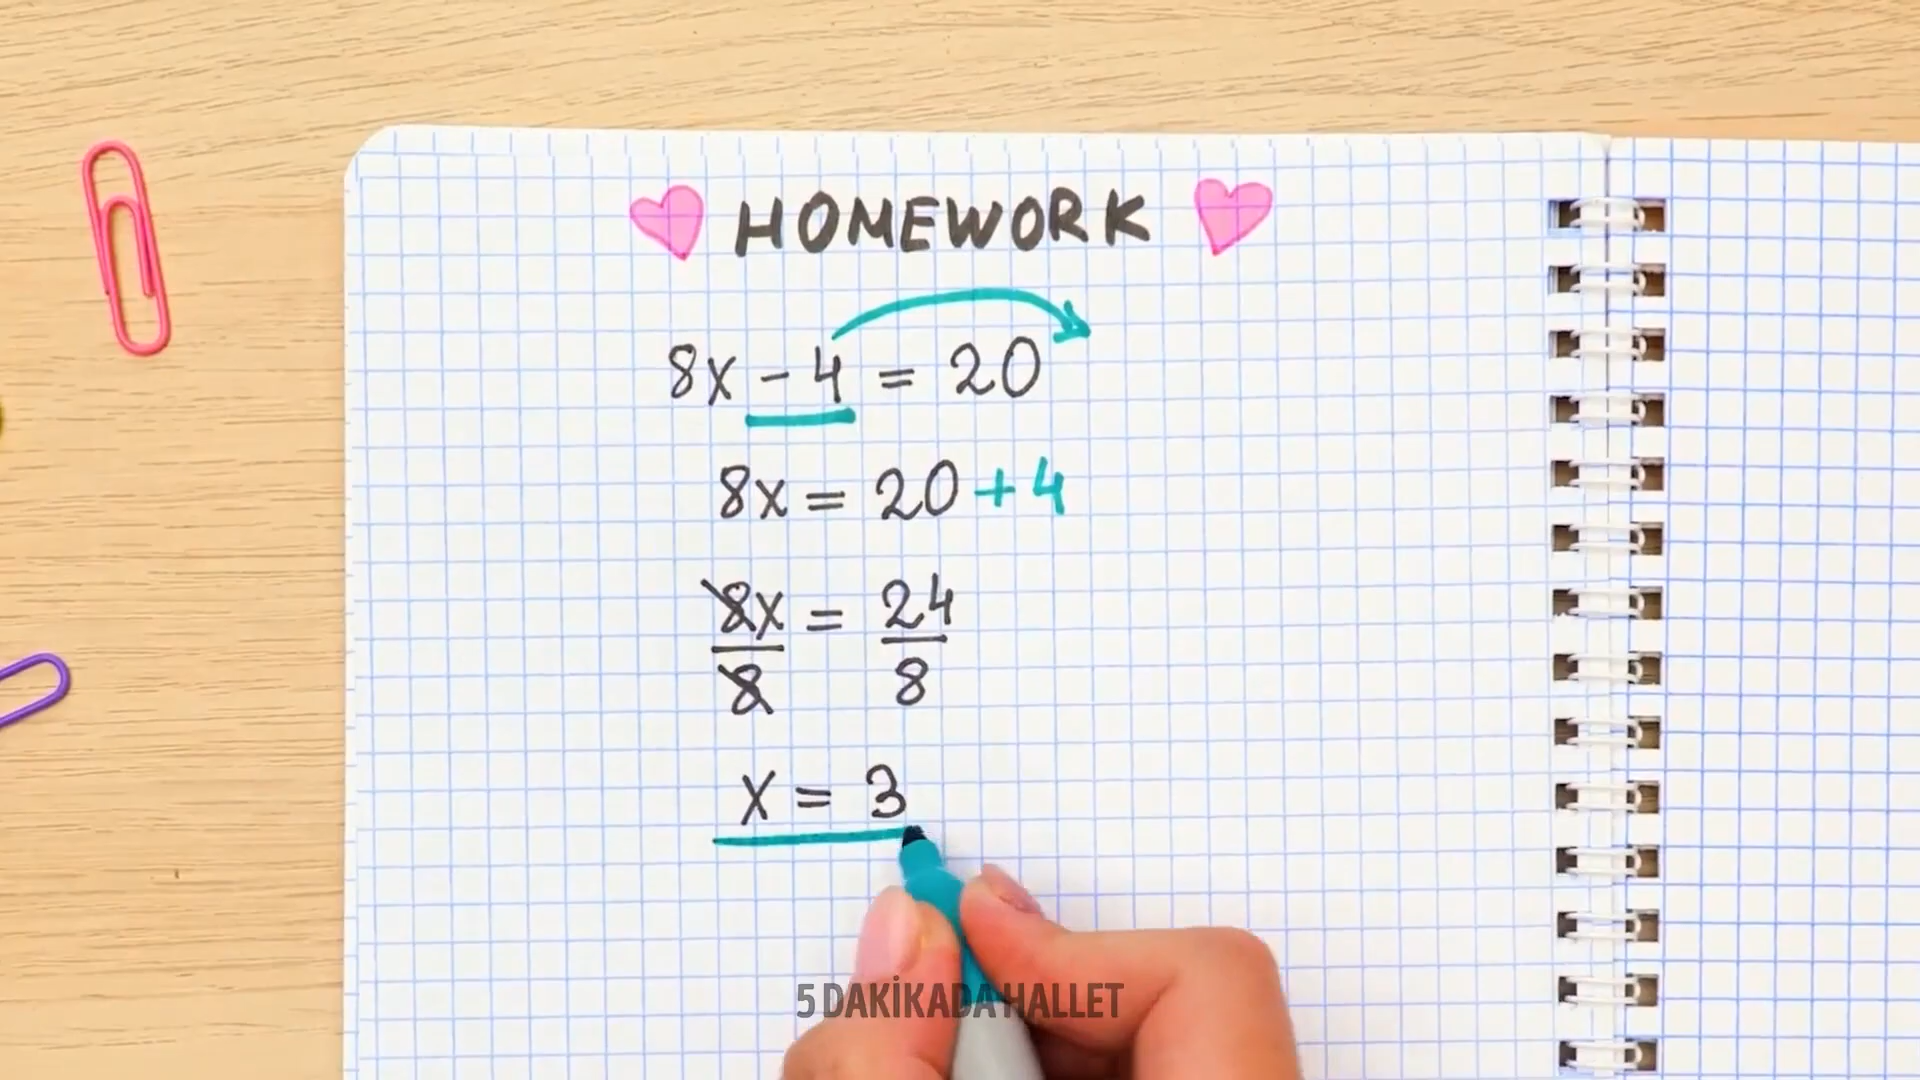 HOMEWORK
8x - 4 = 20
8x = 20 + 4
8x/8 = 24/8
x = 3
5 DAKİKADA HALLET